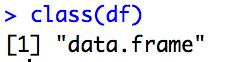 > class(df)
[1] "data.frame"